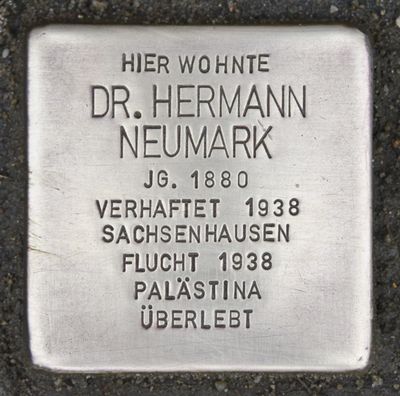 HIER WOHNTE
DR. HERMANN
NEUMARK
JG. 1880
VERHAFTET 1938
SACHSENHAUSEN
FLUCHT 1938
PALÄSTINA
ÜBERLEBT